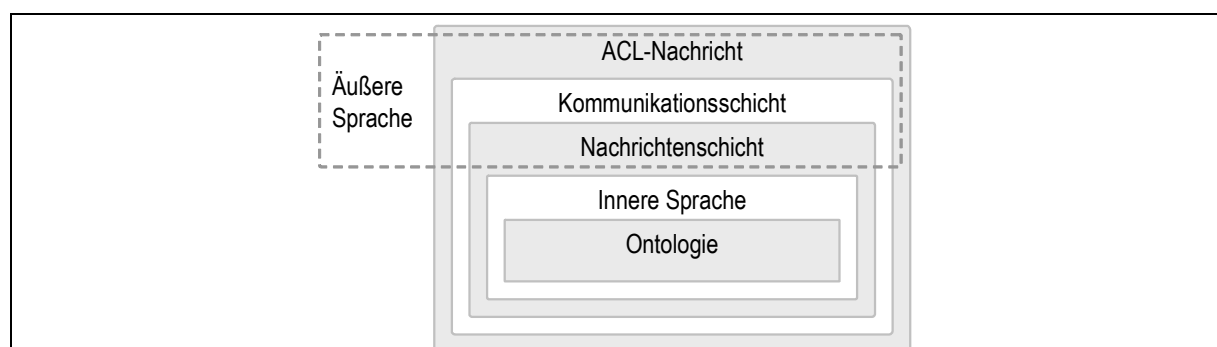 ACL-Nachricht
Äußere
Sprache
Kommunikationsschicht
Nachrichtenschicht
Innere Sprache
Ontologie